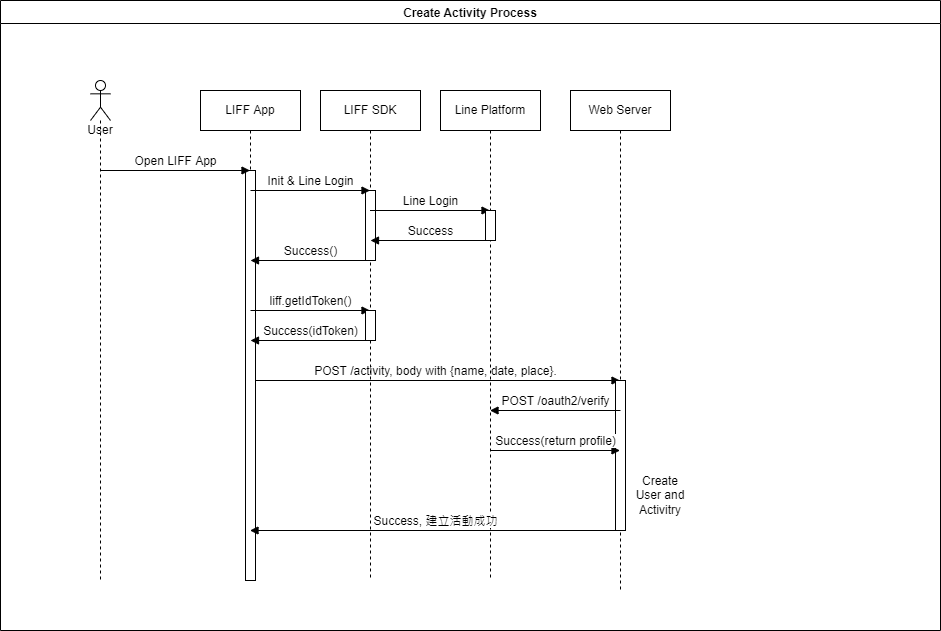 Create Activity Process
User
LIFF App
LIFF SDK
Line Platform
Web Server
Open LIFF App
Init & Line Login
Line Login
Success
Success()
liff.getIdToken()
Success(idToken)
POST /activity, body with {name, date, place}.
POST /oauth2/verify
Success(return profile)
Create
User and
Activitry
Success, 建立活動成功